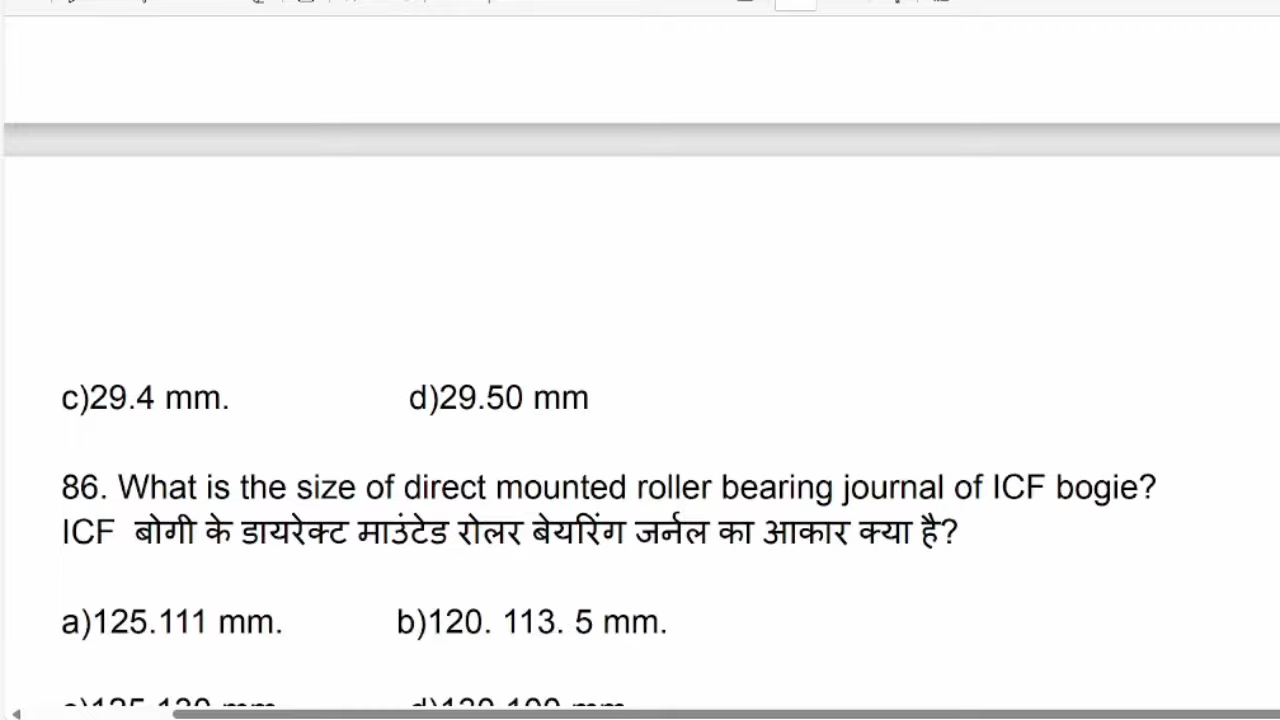 c)29.4 mm. d)29.50 mm
86. What is the size of direct mounted roller bearing journal of ICF bogie?
ICF बोगी के डायरेक्ट माउंटेड रोलर बेयरिंग जर्नल का आकार क्या है?
a)125.111 mm. b)120. 113. 5 mm.